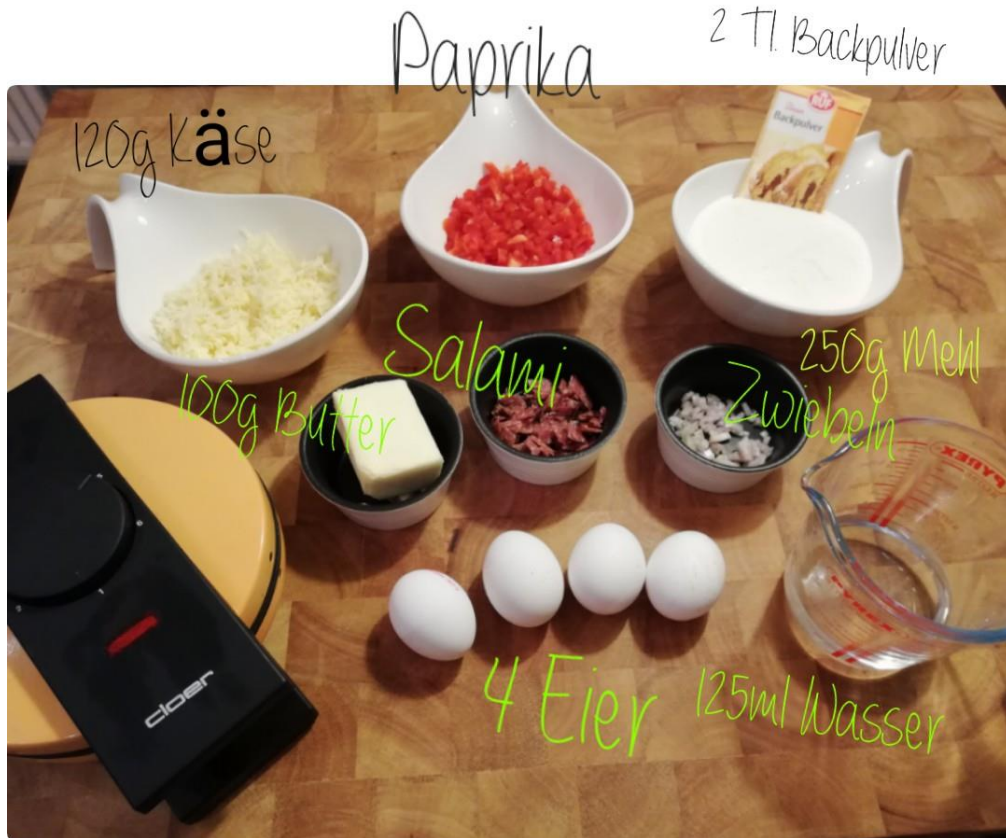 Paprika
2 Tl. Backpulver
120g Käse
Backpulver
Salami
250g Mehl
100g Butter
Zwiebeln
PYREX
4 Eier
125ml Wasser
cloer